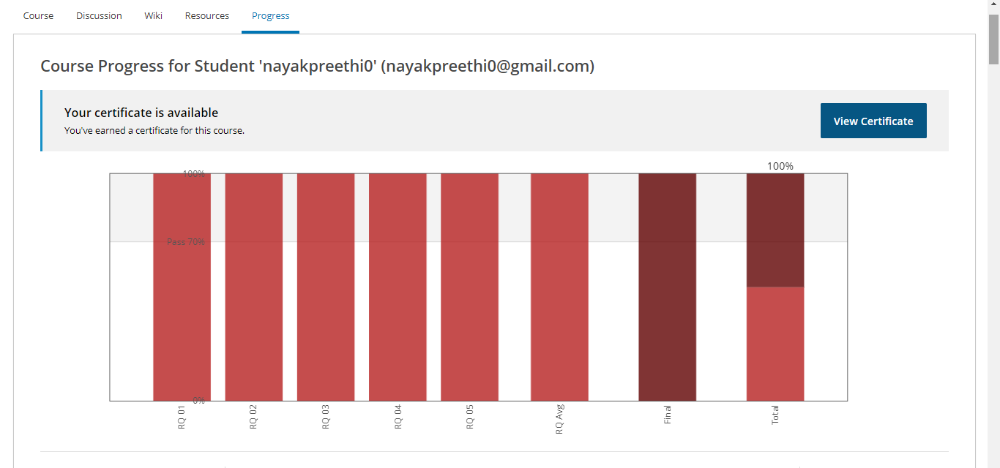 Course Discussion Wiki Resources Progress
Course Progress for Student 'nayakpreethi0' (nayakpreethi0@gmail.com)
Your certificate is available
You've earned a certificate for this course.
View Certificate
100%
100%
Pass 70%
0%
RQ 01
RQ 02
RQ 03
RQ 04
RQ 05
RQ Avg
Final
Total